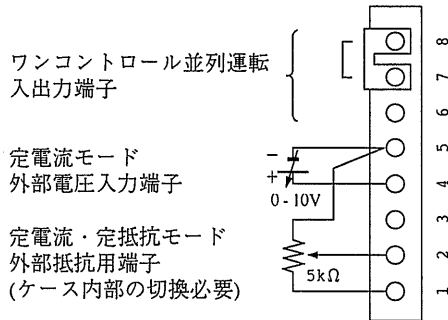 ワンコントロール並列運転
入出力端子
定電流モード
外部電圧入力端子
− +
0-10V
定電流・定抵抗モード
外部抵抗用端子
(ケース内部の切換必要)
5kΩ
8
7
6
5
4
3
2
1